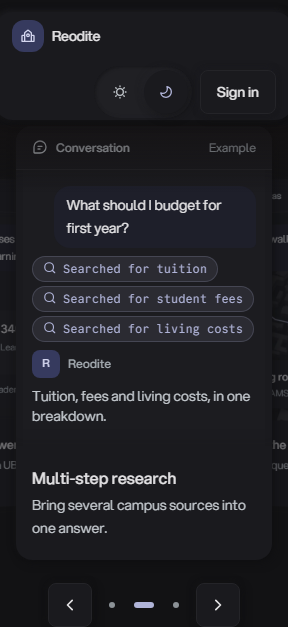 Reodite
Sign in
Conversation
Example
What should I budget for
first year?
Searched for tuition
Searched for student fees
Searched for living costs
R
Reodite
Tuition, fees and living costs, in one
breakdown.
Multi-step research
Bring several campus sources into
one answer.